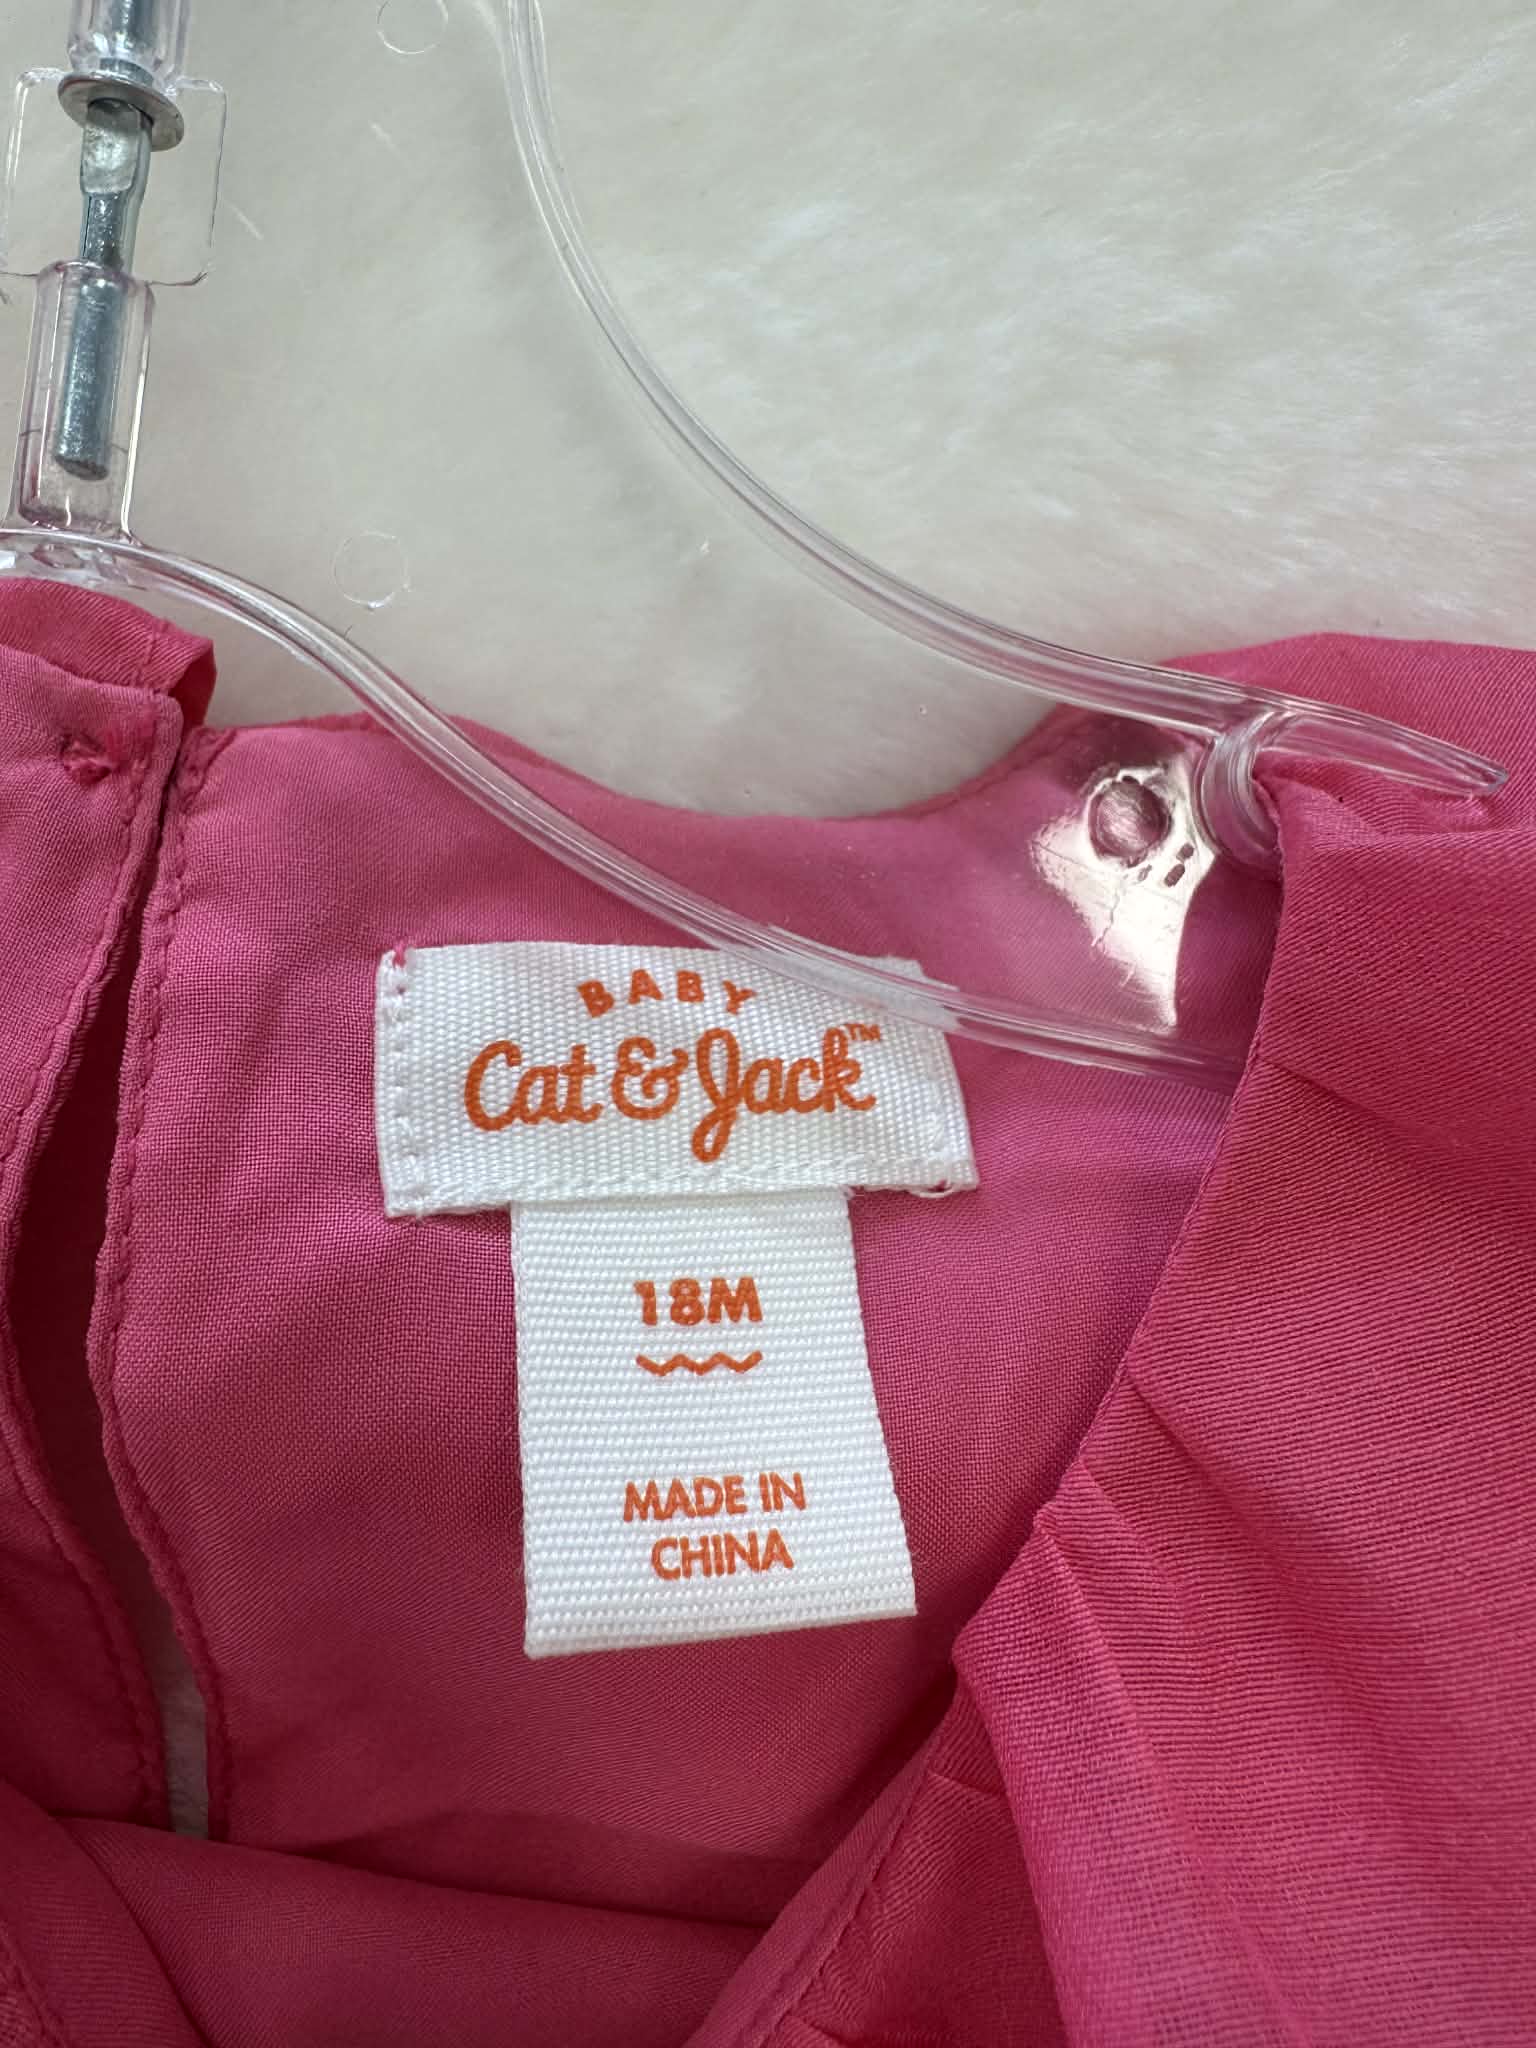 BABY
Cat & Jack™
18M
MADE IN
CHINA